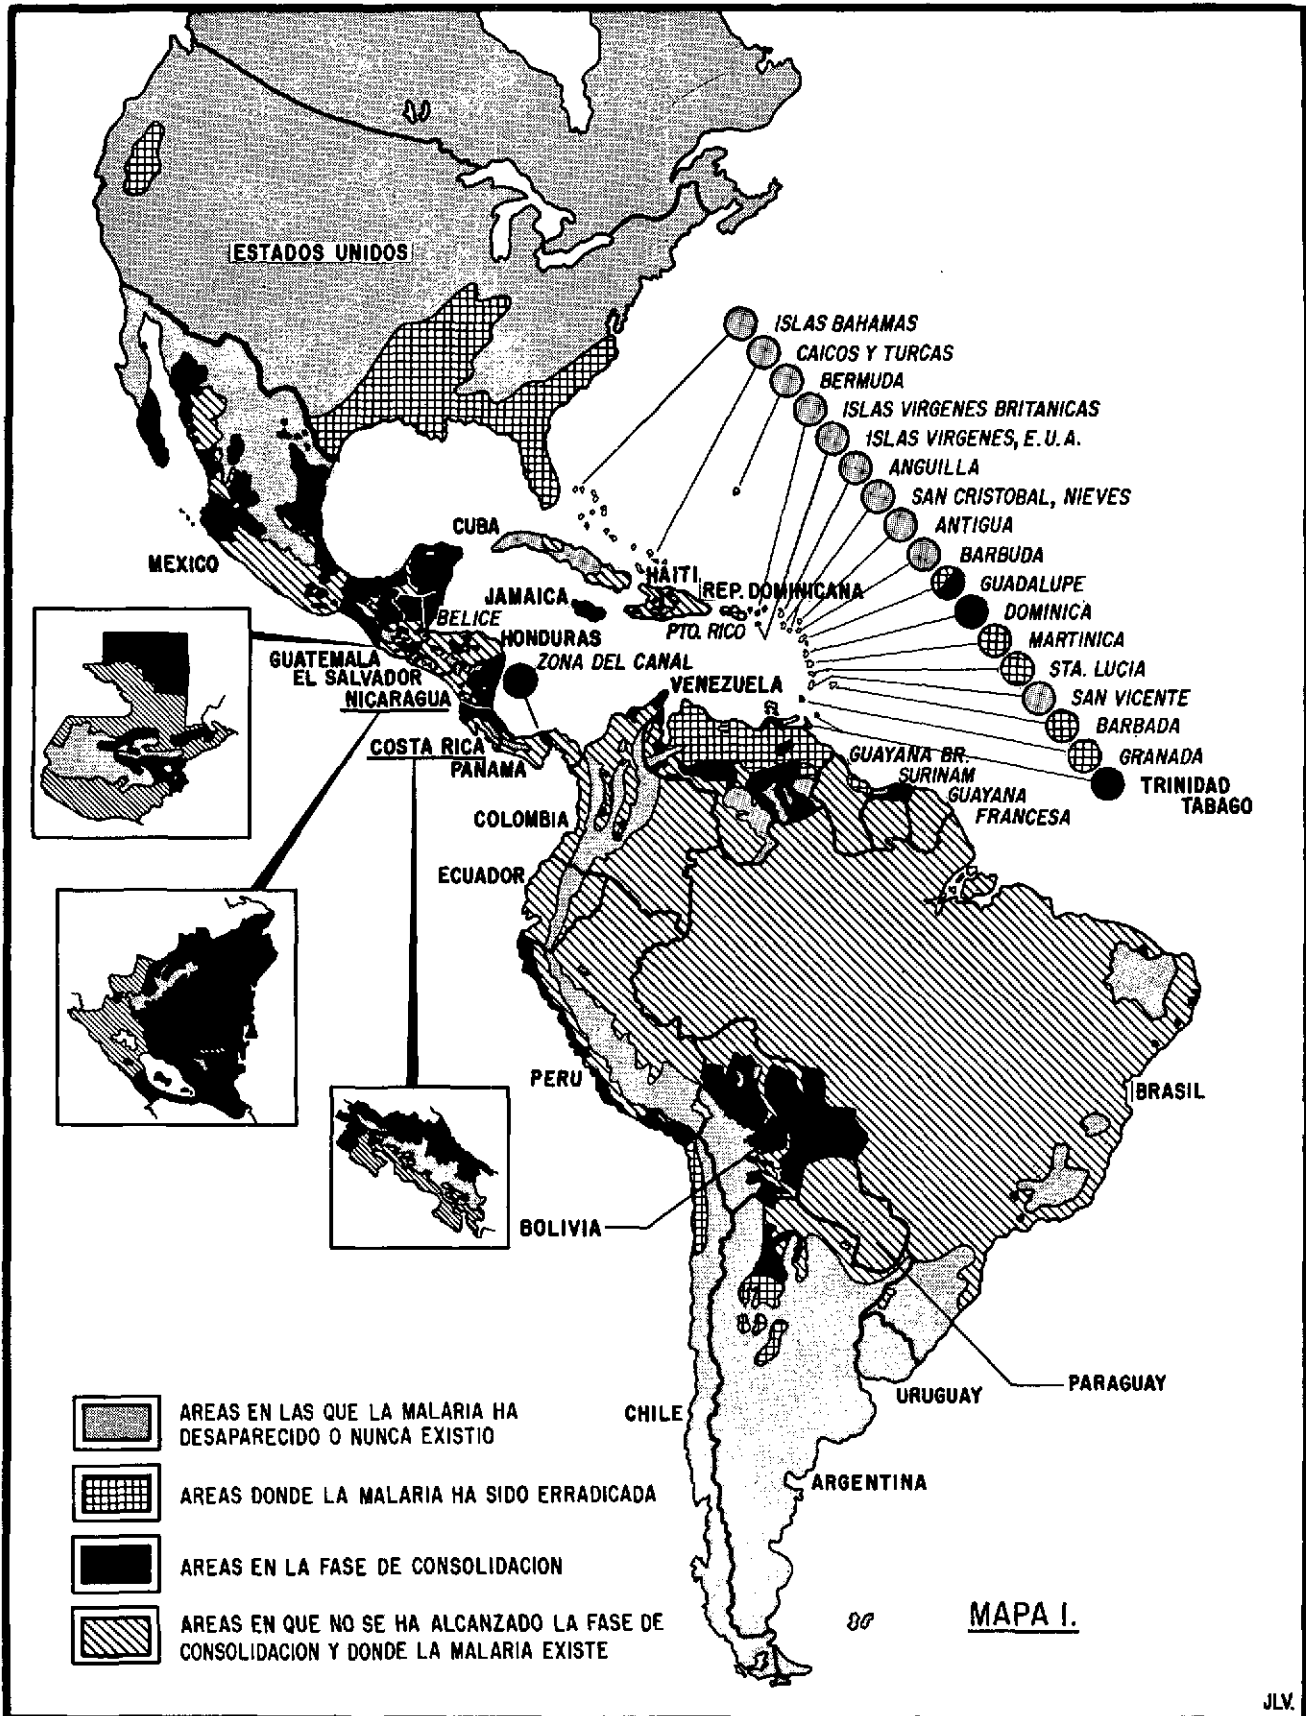 ESTADOS UNIDOS
ISLAS BAHAMAS
CAICOS Y TURCAS
BERMUDA
ISLAS VIRGENES BRITANICAS
ISLAS VIRGENES, E.U.A.
ANGUILLA
SAN CRISTOBAL, NIEVES
ANTIGUA
BARBUDA
GUADALUPE
DOMINICA
MARTINICA
STA. LUCIA
SAN VICENTE
BARBADA
GRANADA
TRINIDAD
TABAGO
CUBA
MEXICO
HAITI
REP. DOMINICANA
JAMAICA
PTO. RICO
BELICE
HONDURAS
GUATEMALA
EL SALVADOR
NICARAGUA
ZONA DEL CANAL
VENEZUELA
COSTA RICA
PANAMA
GUAYANA BR.
SURINAM
GUAYANA
FRANCESA
COLOMBIA
ECUADOR
PERU
BRASIL
BOLIVIA
PARAGUAY
URUGUAY
CHILE
ARGENTINA
AREAS EN LAS QUE LA MALARIA HA
DESAPARECIDO O NUNCA EXISTIO
AREAS DONDE LA MALARIA HA SIDO ERRADICADA
AREAS EN LA FASE DE CONSOLIDACION
AREAS EN QUE NO SE HA ALCANZADO LA FASE DE
CONSOLIDACION Y DONDE LA MALARIA EXISTE
MAPA I.
JLV.